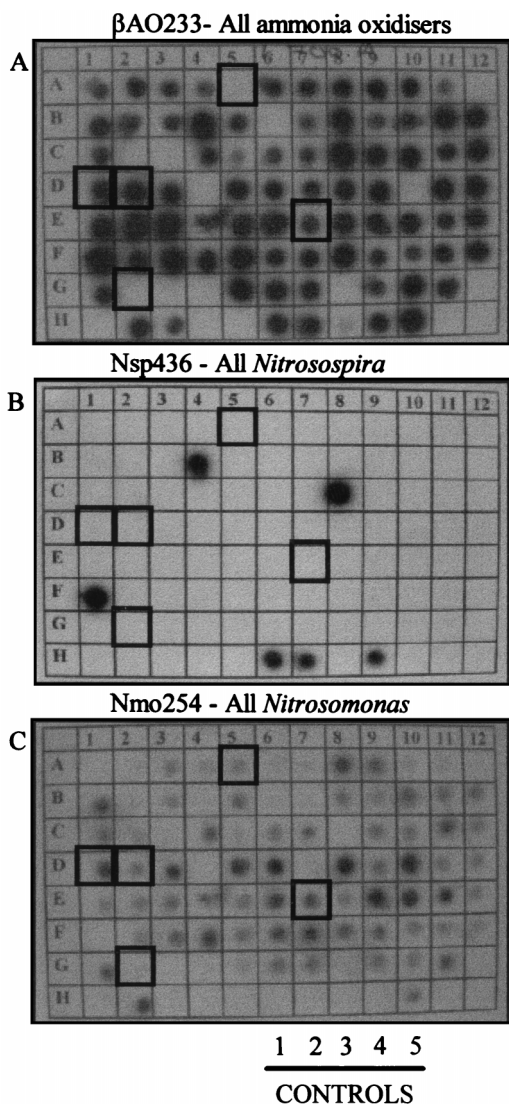 βAO233- All ammonia oxidisers
A
1 2 3 4 5 6 7 8 9 10 11 12
A
B
C
D
E
F
G
H
Nsp436 - All Nitrosospira
B
1 2 3 4 5 6 7 8 9 10 11 12
A
B
C
D
E
F
G
H
Nmo254 - All Nitrosomonas
C
1 2 3 4 5 6 7 8 9 10 11 12
A
B
C
D
E
F
G
H
1 2 3 4 5
CONTROLS